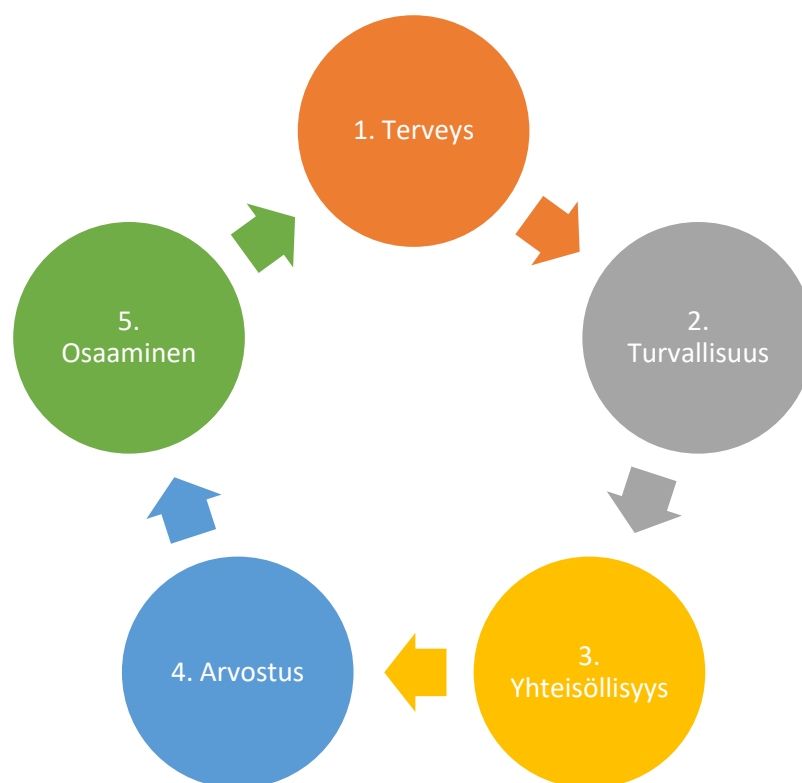 1. Terveys
2.
Turvallisuus
3.
Yhteisöllisyys
4. Arvostus
5.
Osaaminen